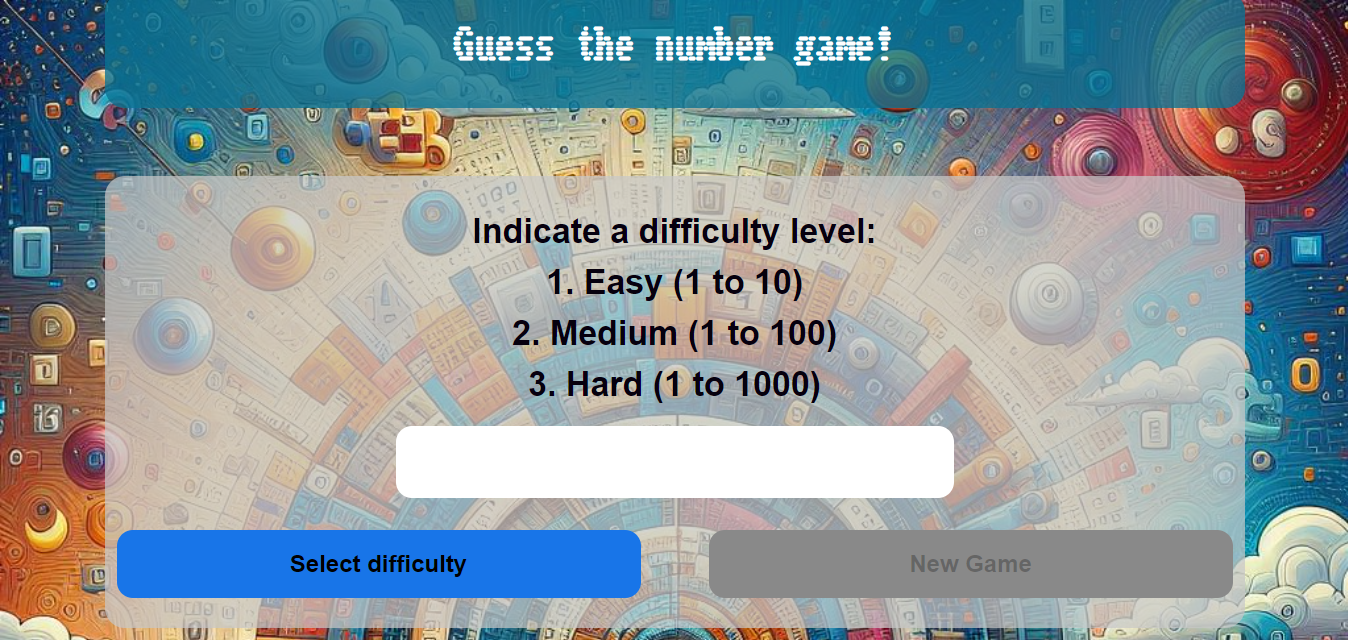 Guess the number game!
Indicate a difficulty level:
1. Easy (1 to 10)
2. Medium (1 to 100)
3. Hard (1 to 1000)
Select difficulty
New Game